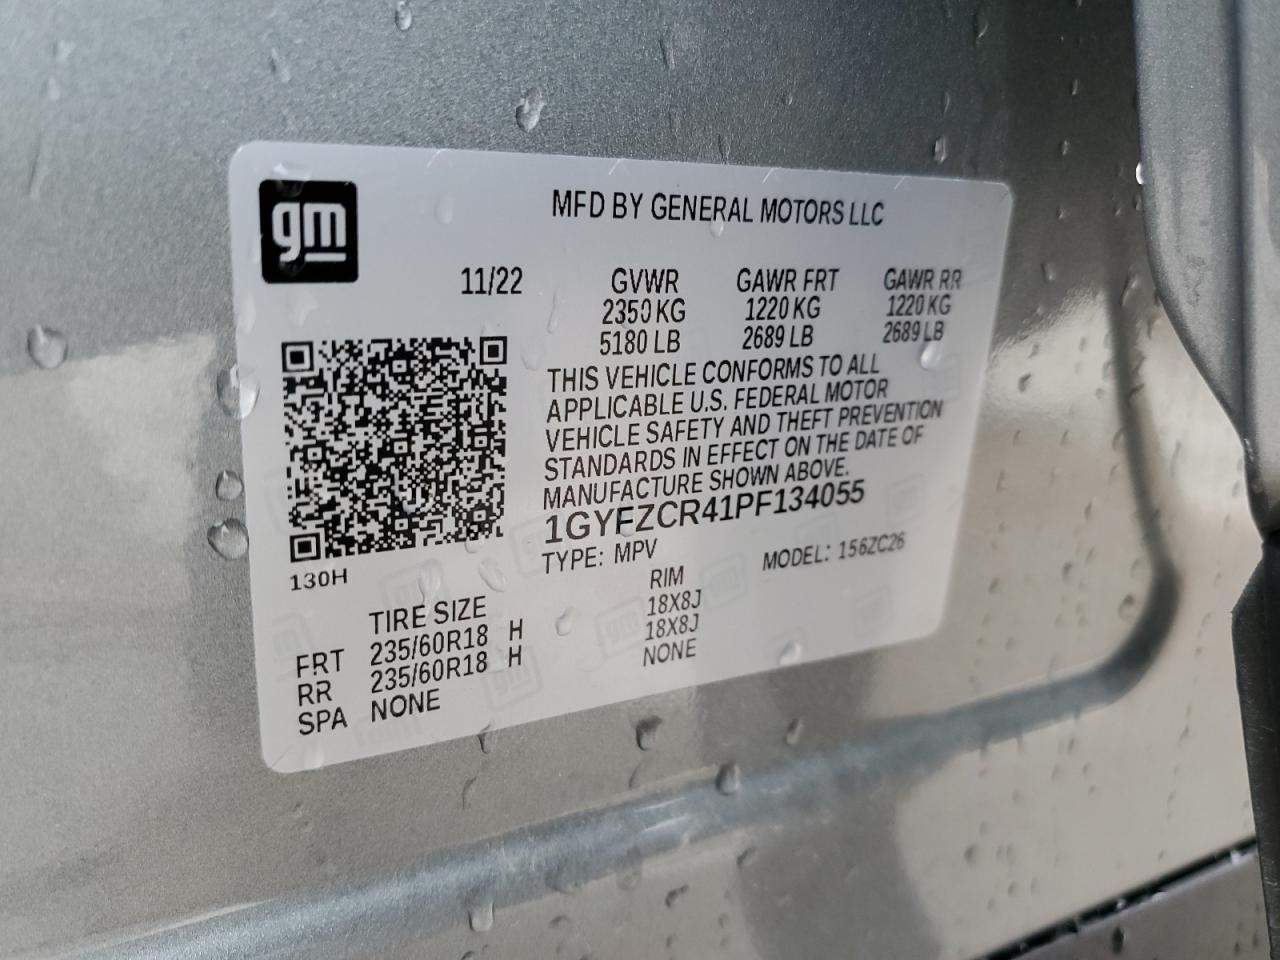 gm
MFD BY GENERAL MOTORS LLC
11/22 GVWR GAWR FRT GAWR RR
2350 KG 1220 KG 1220 KG
5180 LB 2689 LB 2689 LB
THIS VEHICLE CONFORMS TO ALL
APPLICABLE U.S. FEDERAL MOTOR
VEHICLE SAFETY AND THEFT PREVENTION
STANDARDS IN EFFECT ON THE DATE OF
MANUFACTURE SHOWN ABOVE.
1GYFZCR41PF134055
TYPE: MPV MODEL: 156ZC26
130H
TIRE SIZE RIM
FRT 235/60R18 H 18X8J
RR 235/60R18 H 18X8J
SPA NONE NONE